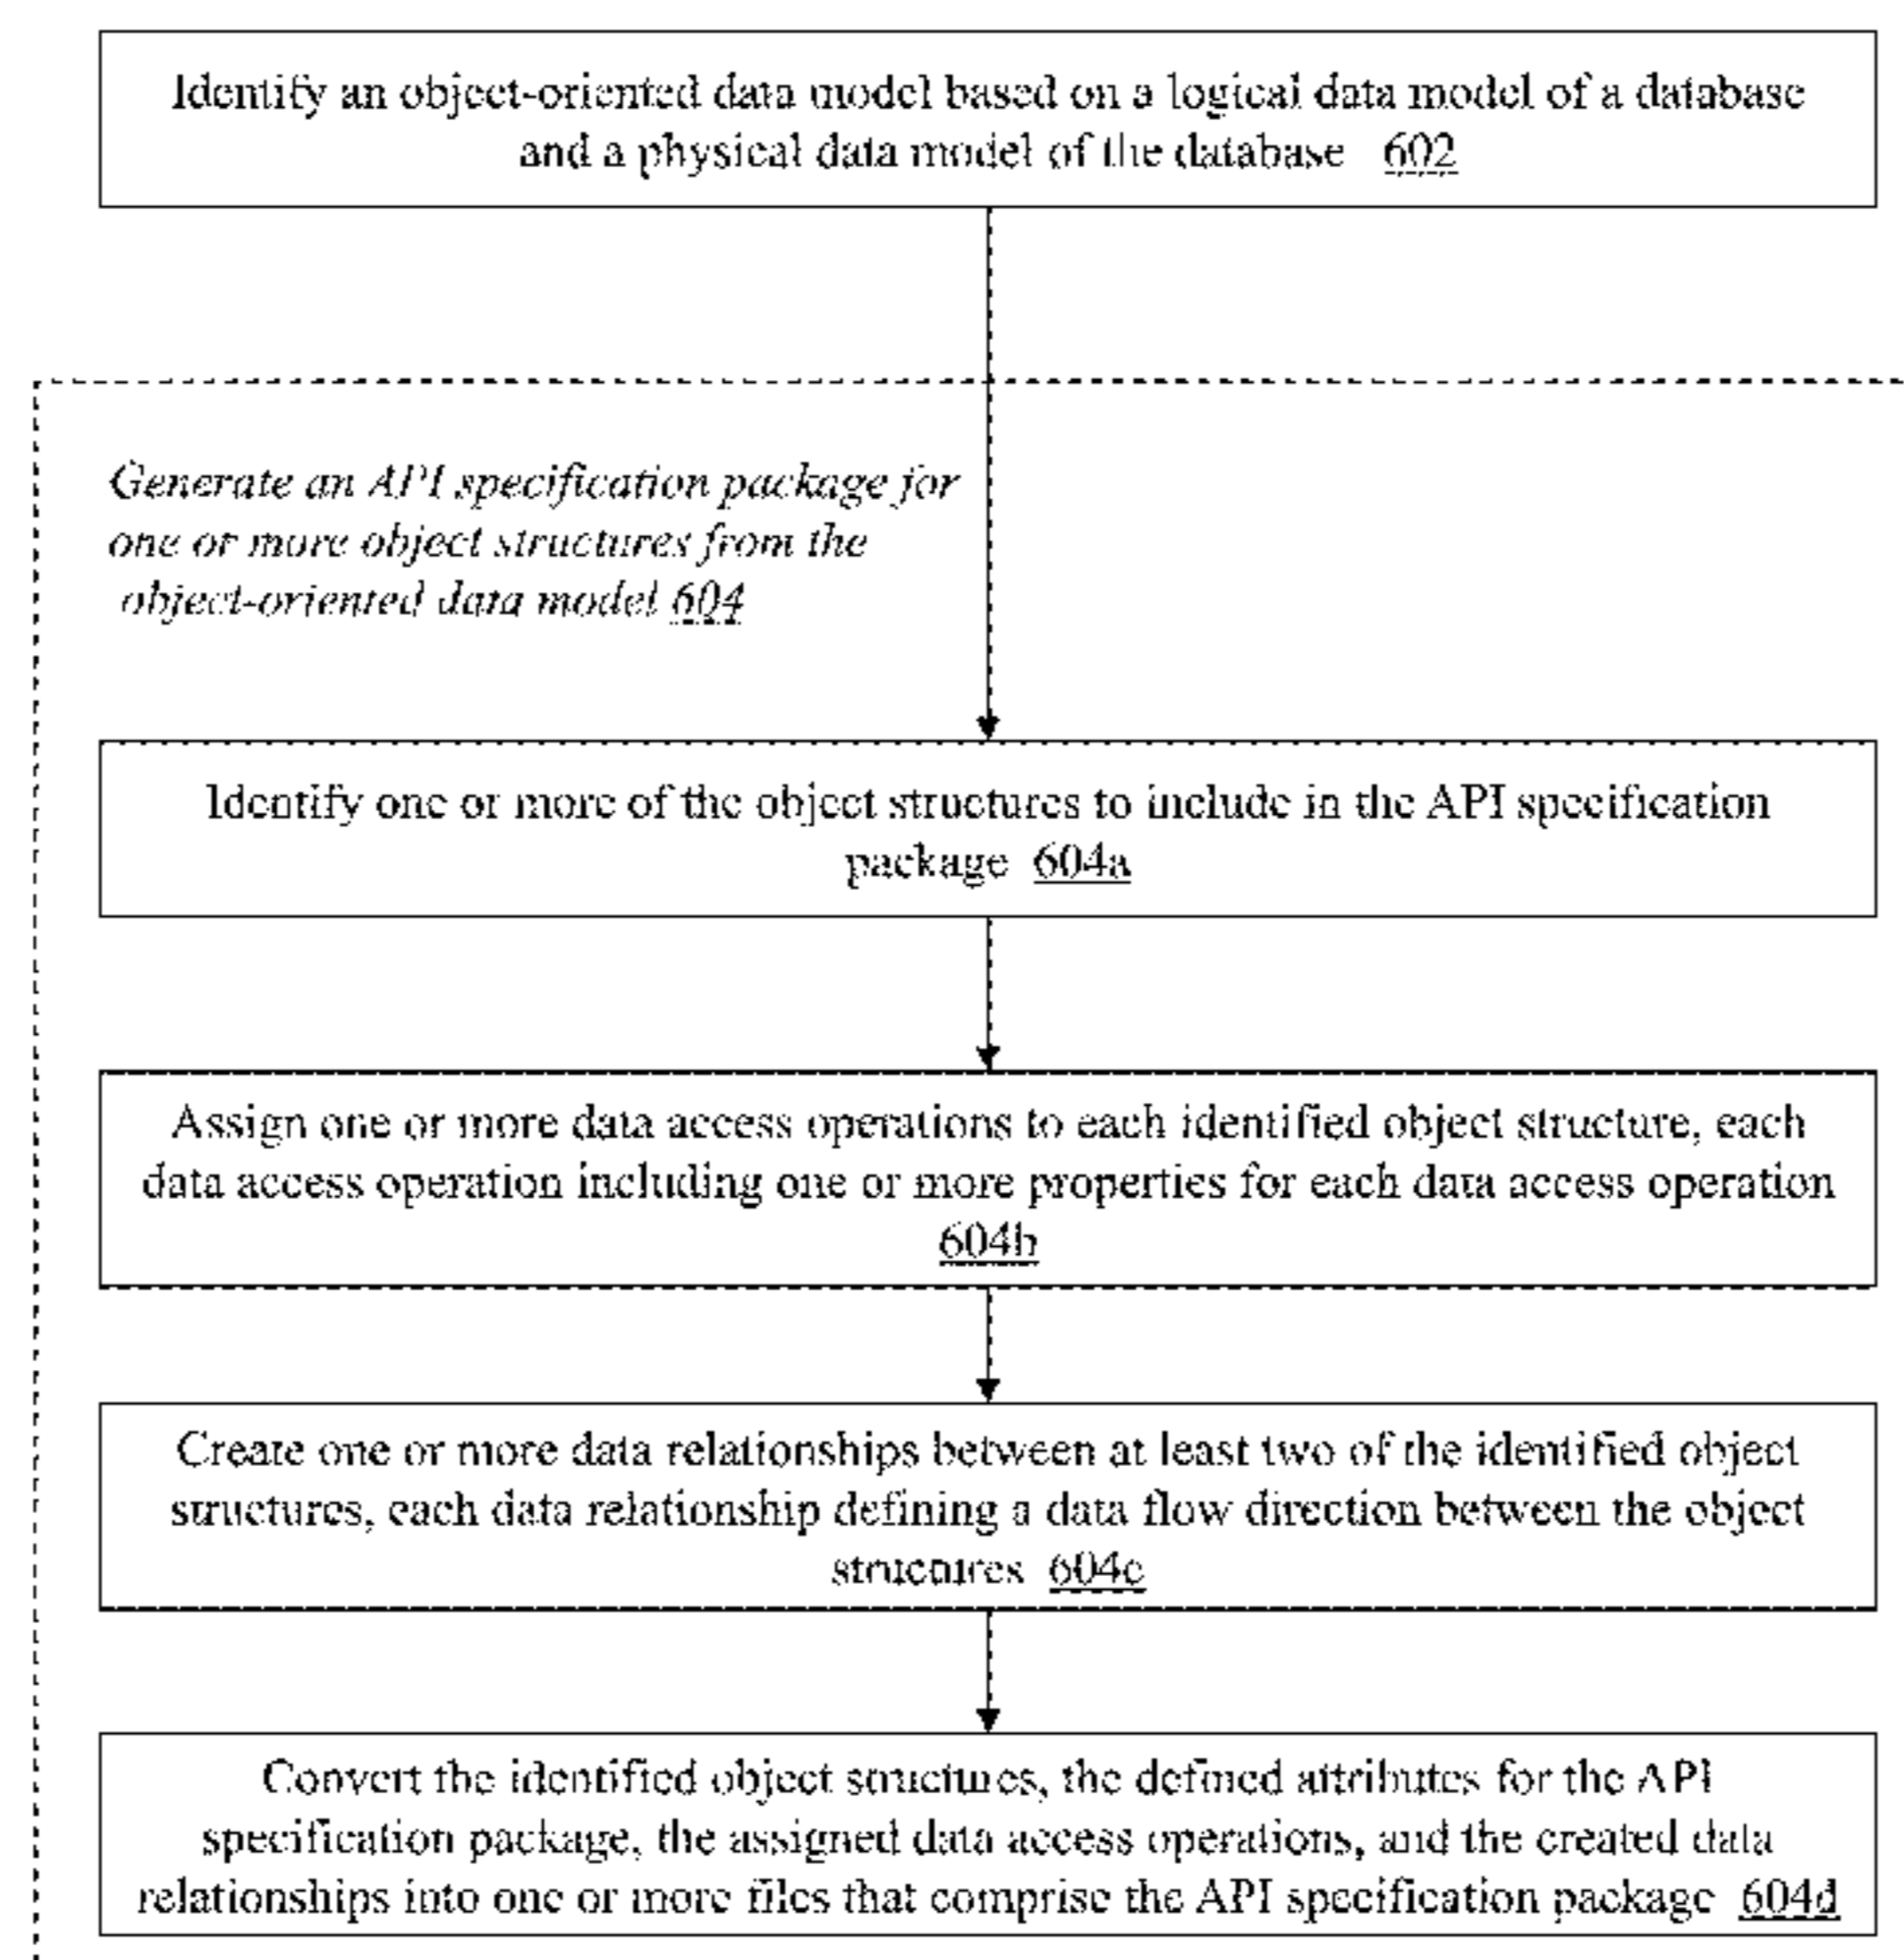 Identify an object-oriented data model based on a logical data model of a database
and a physical data model of the database 602
Generate an API specification package for
one or more object structures from the
object-oriented data model 604
Identify one or more of the object structures to include in the API specification
package 604a
Assign one or more data access operations to each identified object structure, each
data access operation including one or more properties for each data access operation
604b
Create one or more data relationships between at least two of the identified object
structures, each data relationship defining a data flow direction between the object
structures 604c
Convert the identified object structures, the defined attributes for the API
specification package, the assigned data access operations, and the created data
relationships into one or more files that comprise the API specification package 604d